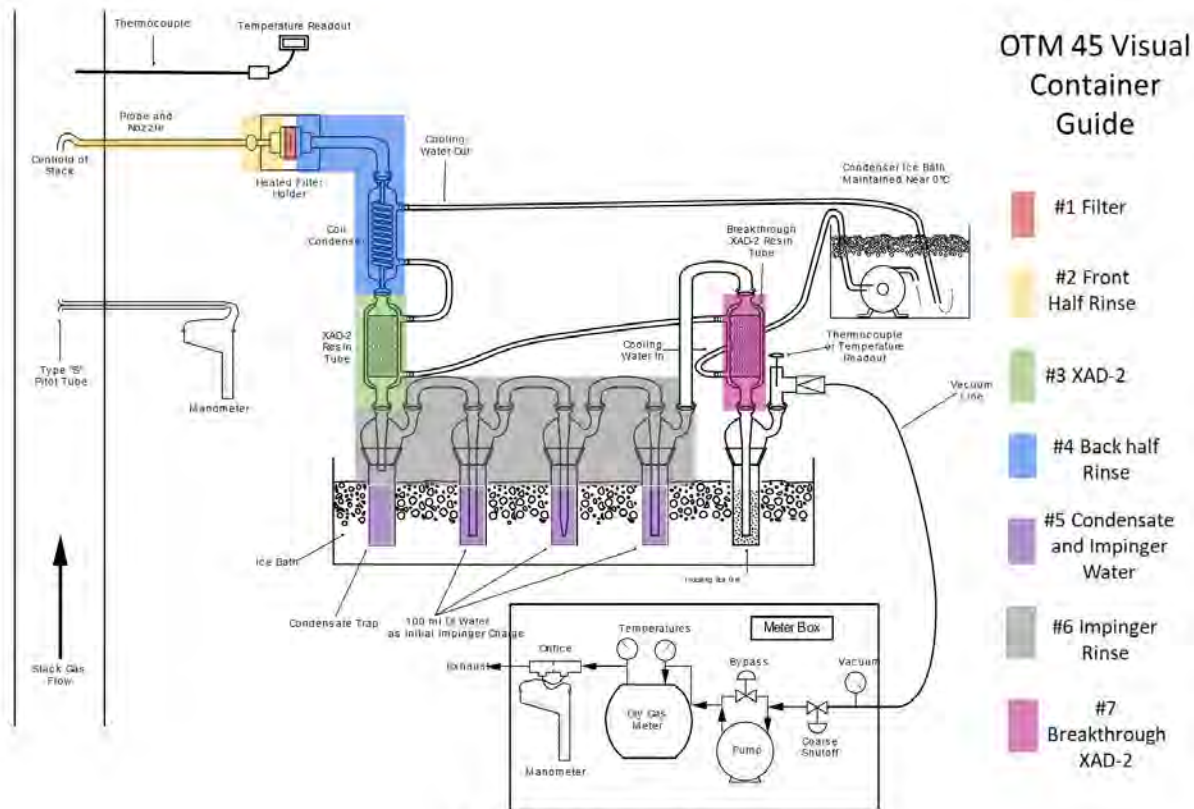 Thermocouple
Temperature Readout
OTM 45 Visual
Container
Guide
Probe and
Nozzle
Centroid of
Stack
Heated Filter
Holder
Cooling
Water Out
Condenser Ice Bath
Maintained Near 0°C
#1 Filter
Coil
Condenser
Breakthrough
XAD-2 Resin
Tube
#2 Front
Half Rinse
XAD-2
Resin
Tube
Cooling
Water In
Thermocouple
or Temperature
Readout
Type "S"
Pitot Tube
Manometer
Vacuum
Line
#3 XAD-2
#4 Back half
Rinse
Ice Bath
Condensate Trap
100 ml DI Water
as Initial Impinger Charge
#5 Condensate
and Impinger
Water
Stack Gas
Flow
Meter Box
Temperatures
Orifice
Exhaust
Bypass
Vacuum
Dry Gas
Meter
Pump
Coarse
Shutoff
Manometer
#6 Impinger
Rinse
#7
Breakthrough
XAD-2